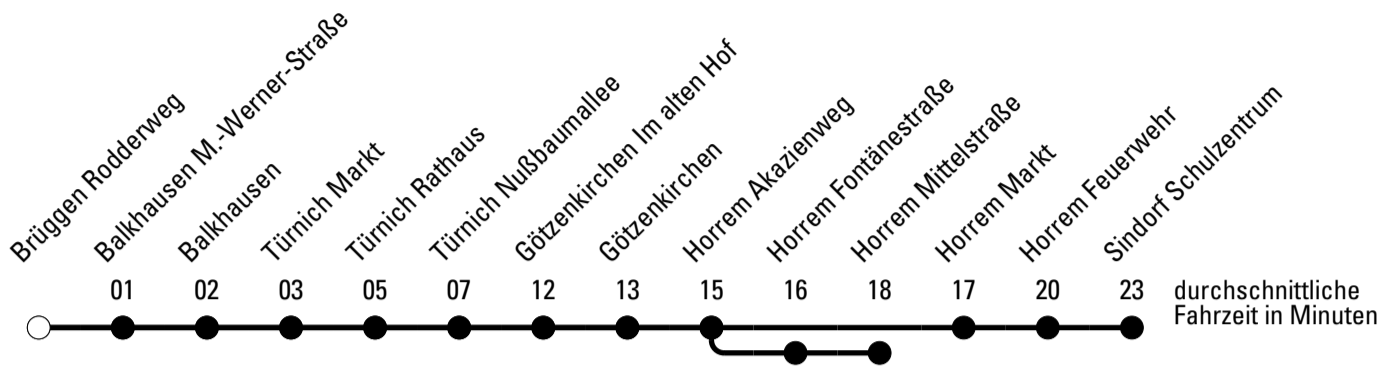 Brüggen Rodderweg
Balkhausen M.-Werner-Straße
Balkhausen
Türnich Markt
Türnich Rathaus
Türnich Nußbaumallee
Götzenkirchen Im alten Hof
Götzenkirchen
Horrem Akazienweg
Horrem Fontänestraße
Horrem Mittelstraße
Horrem Markt
Horrem Feuerwehr
Sindorf Schulzentrum
01 02 03 05 07 12 13 15 16 18 17 20 23 durchschnittliche
Fahrzeit in Minuten